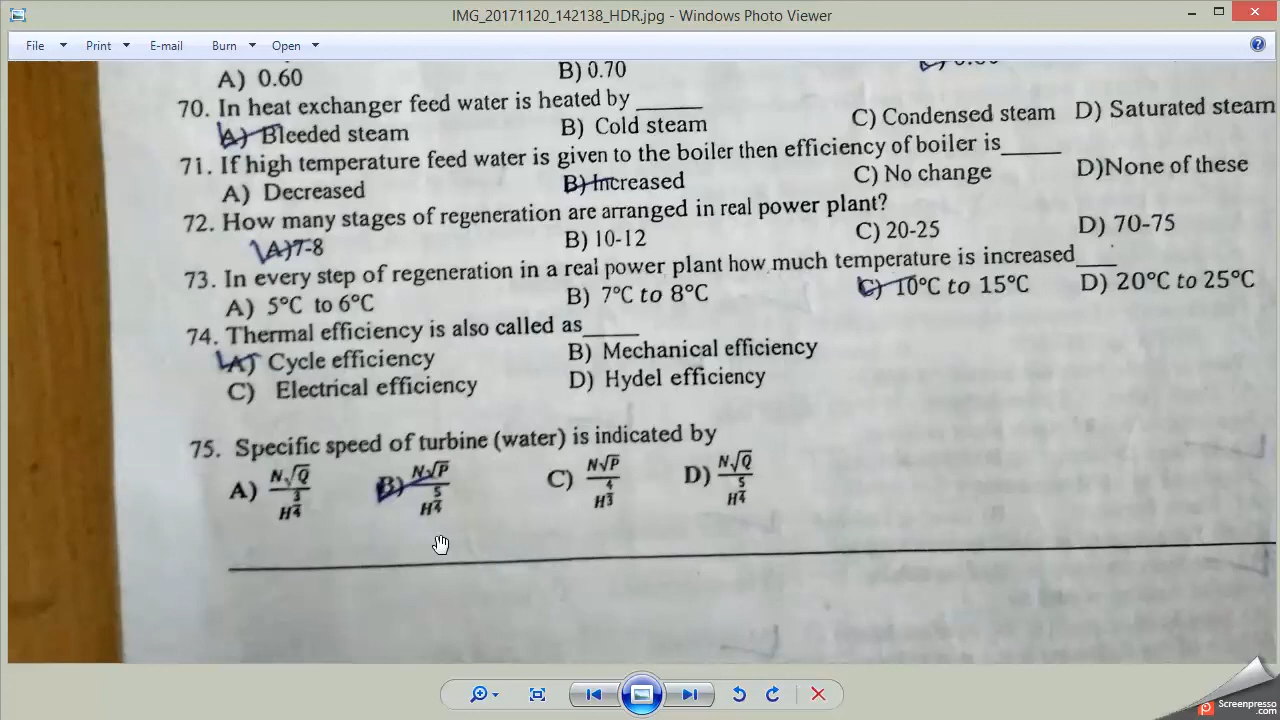 IMG_20171120_142138_HDR.jpg - Windows Photo Viewer
File Print E-mail Burn Open
A) 0.60 B) 0.70
70. In heat exchanger feed water is heated by ______
A) Bleeded steam B) Cold steam C) Condensed steam D) Saturated steam
71. If high temperature feed water is given to the boiler then efficiency of boiler is_____
A) Decreased B) Increased C) No change D)None of these
72. How many stages of regeneration are arranged in real power plant?
A)7-8 B) 10-12 C) 20-25 D) 70-75
73. In every step of regeneration in a real power plant how much temperature is increased____
A) 5°C to 6°C B) 7°C to 8°C C) 10°C to 15°C D) 20°C to 25°C
74. Thermal efficiency is also called as_____
A) Cycle efficiency B) Mechanical efficiency
C) Electrical efficiency D) Hydel efficiency
75. Specific speed of turbine (water) is indicated by
A) N√Q/H^(3/4) B) N√P/H^(5/4) C) N√P/H^(4/3) D) N√Q/H^(5/4)
Screenpresso
.com